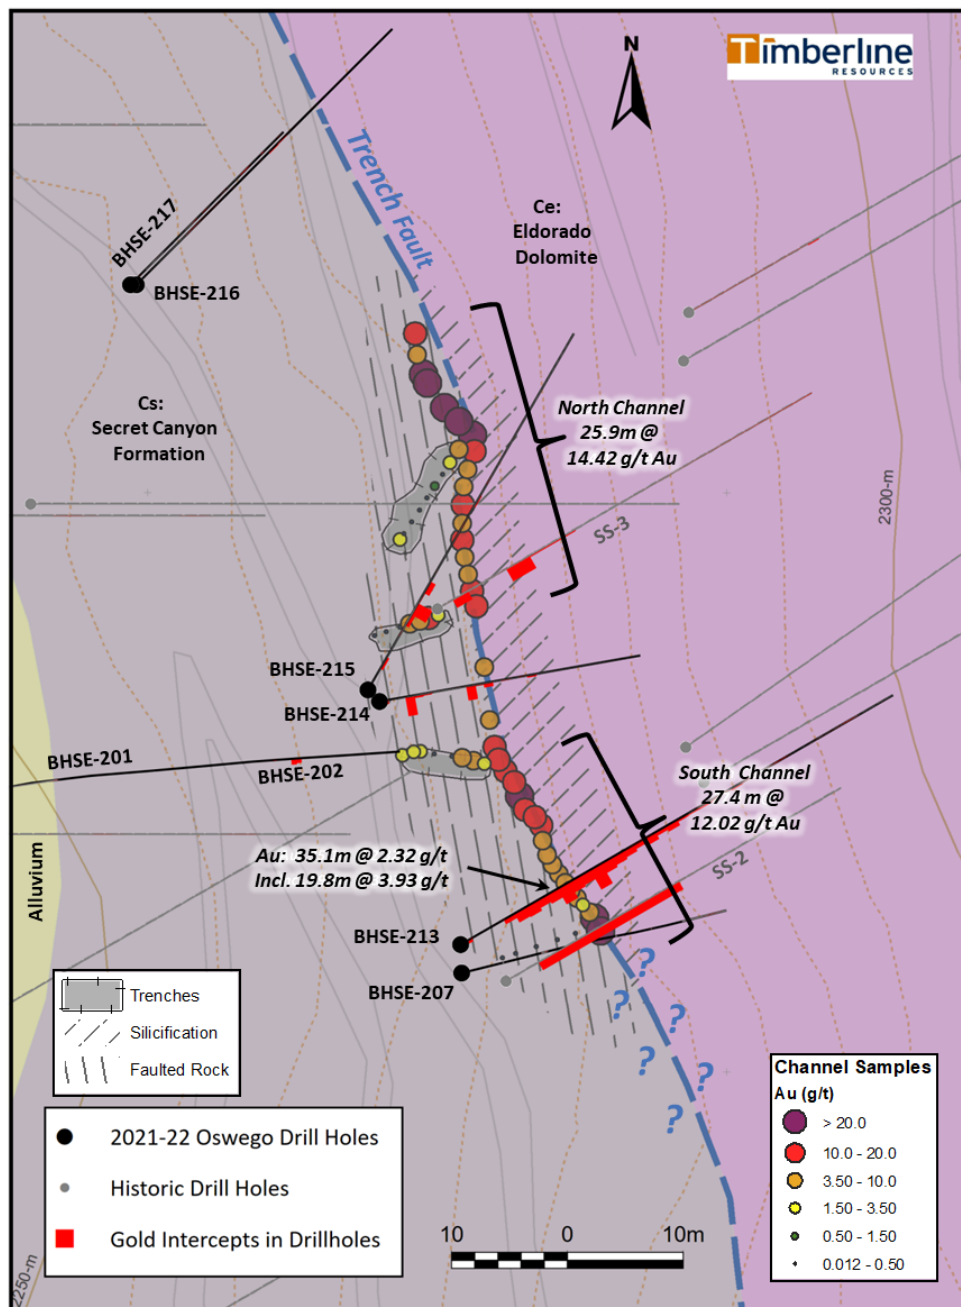 Timberline
RESOURCES
N
Trench Fault
BHSE-217
BHSE-216
Ce:
Eldorado
Dolomite
Cs:
Secret Canyon
Formation
North Channel
25.9m @
14.42 g/t Au
2300-m
SS-3
BHSE-215
BHSE-214
BHSE-201
BHSE-202
South Channel
27.4 m @
12.02 g/t Au
Au: 35.1m @ 2.32 g/t
Incl. 19.8m @ 3.93 g/t
SS-2
Alluvium
BHSE-213
BHSE-207
?
?
?
?
?
?
Trenches
Silicification
Faulted Rock
2021-22 Oswego Drill Holes
Historic Drill Holes
Gold Intercepts in Drillholes
2250-m
10 0 10m
Channel Samples
Au (g/t)
> 20.0
10.0 - 20.0
3.50 - 10.0
1.50 - 3.50
0.50 - 1.50
0.012 - 0.50